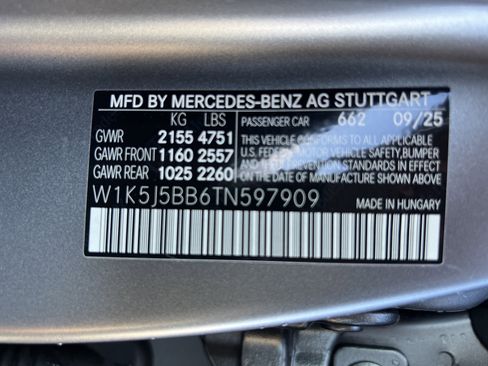 MFD BY MERCEDES-BENZ AG STUTTGART
KG LBS PASSENGER CAR 662 09/25
GVWR 2155 4751 THIS VEHICLE CONFORMS TO ALL APPLICABLE
GAWR FRONT 1160 2557 U.S. FEDERAL MOTOR VEHICLE SAFETY, BUMPER
GAWR REAR 1025 2260 AND THEFT PREVENTION STANDARDS IN EFFECT ON THE DATE OF MANUFACTURE SHOWN ABOVE.
W1K5J5BB6TN597909 MADE IN HUNGARY